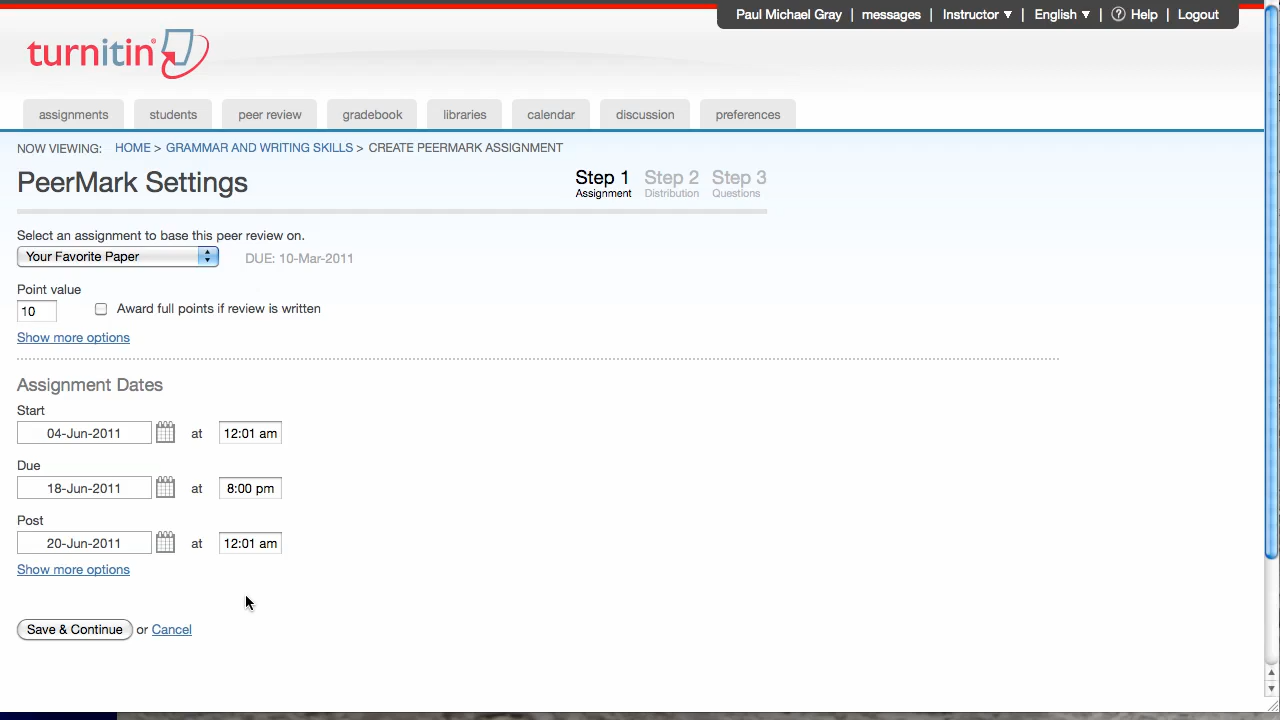 Paul Michael Gray | messages | Instructor ▼ | English ▼ | ? Help | Logout
turnitin
assignments students peer review gradebook libraries calendar discussion preferences
NOW VIEWING: HOME > GRAMMAR AND WRITING SKILLS > CREATE PEERMARK ASSIGNMENT
PeerMark Settings
Step 1 Step 2 Step 3
Assignment Distribution Questions
Select an assignment to base this peer review on.
Your Favorite Paper DUE: 10-Mar-2011
Point value
10 Award full points if review is written
Show more options
Assignment Dates
Start
04-Jun-2011 at 12:01 am
Due
18-Jun-2011 at 8:00 pm
Post
20-Jun-2011 at 12:01 am
Show more options
Save & Continue or Cancel